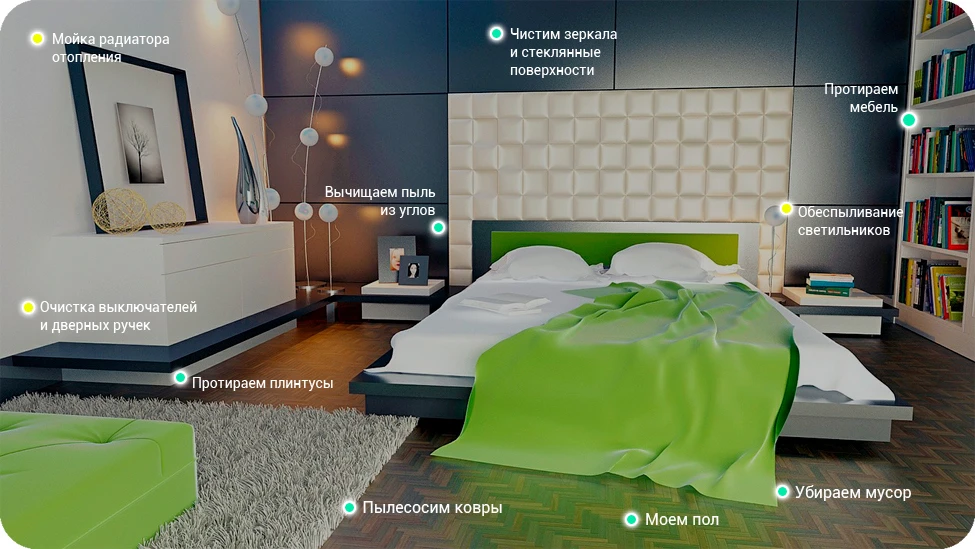 Мойка радиатора
отопления
Чистим зеркала
и стеклянные
поверхности
Протираем
мебель
Вычищаем пыль
из углов
Обеспыливание
светильников
Очистка выключателей
и дверных ручек
Протираем плинтусы
Пылесосим ковры
Убираем мусор
Моем пол